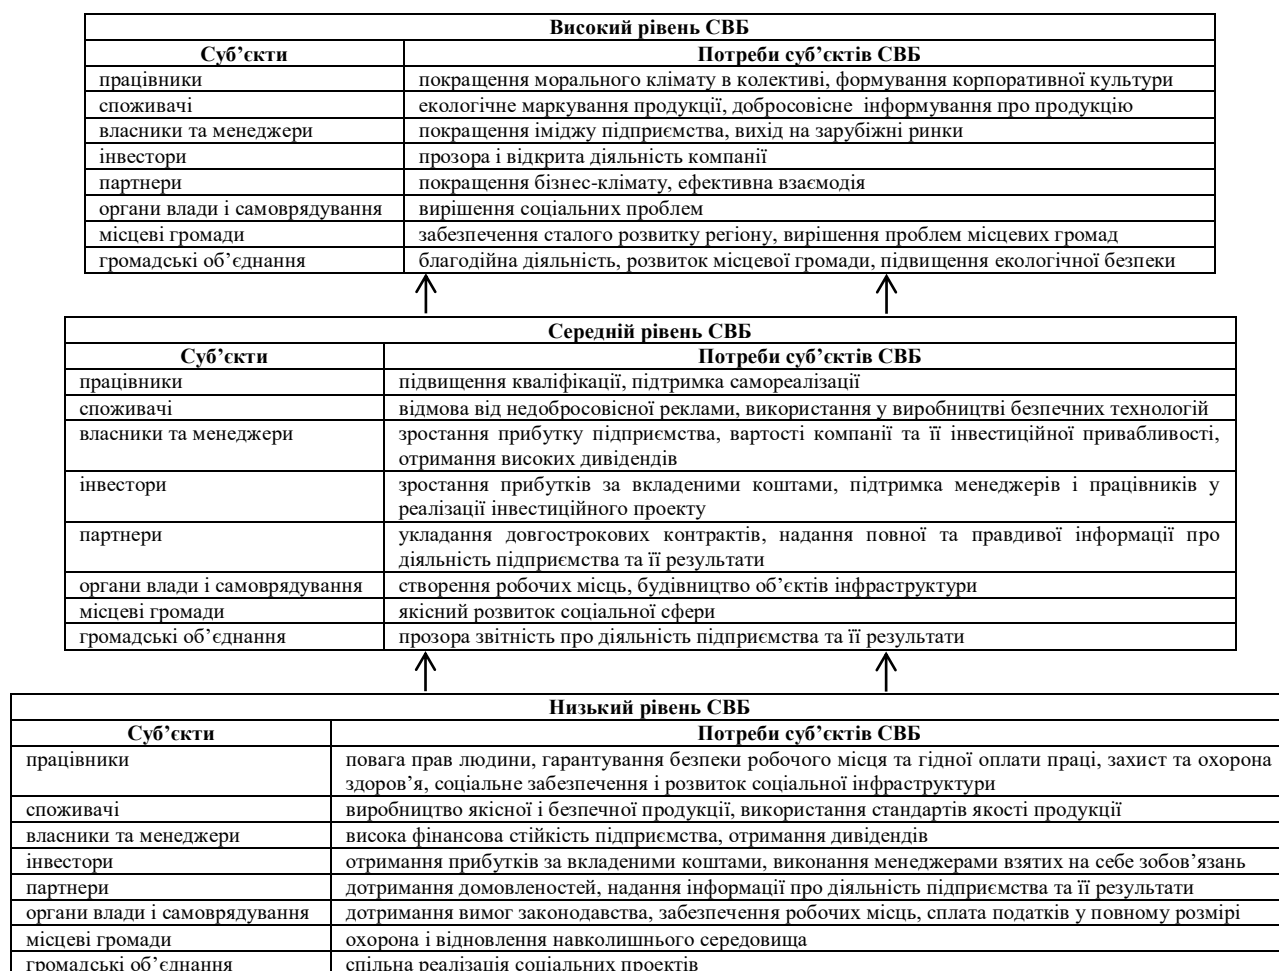 Високий рівень СВБ
Суб’єкти Потреби суб’єктів СВБ
працівники покращення морального клімату в колективі, формування корпоративної культури
споживачі екологічне маркування продукції, добросовісне інформування про продукцію
власники та менеджери покращення іміджу підприємства, вихід на зарубіжні ринки
інвестори прозора і відкрита діяльність компанії
партнери покращення бізнес-клімату, ефективна взаємодія
органи влади і самоврядування вирішення соціальних проблем
місцеві громади забезпечення сталого розвитку регіону, вирішення проблем місцевих громад
громадські об’єднання благодійна діяльність, розвиток місцевої громади, підвищення екологічної безпеки
Середній рівень СВБ
Суб’єкти Потреби суб’єктів СВБ
працівники підвищення кваліфікації, підтримка самореалізації
споживачі відмова від недобросовісної реклами, використання у виробництві безпечних технологій
власники та менеджери зростання прибутку підприємства, вартості компанії та її інвестиційної привабливості,
отримання високих дивідендів
інвестори зростання прибутків за вкладеними коштами, підтримка менеджерів і працівників у
реалізації інвестиційного проекту
партнери укладання довгострокових контрактів, надання повної та правдивої інформації про
діяльність підприємства та її результати
органи влади і самоврядування створення робочих місць, будівництво об’єктів інфраструктури
місцеві громади якісний розвиток соціальної сфери
громадські об’єднання прозора звітність про діяльність підприємства та її результати
Низький рівень СВБ
Суб’єкти Потреби суб’єктів СВБ
працівники повага прав людини, гарантування безпеки робочого місця та гідної оплати праці, захист та охорона
здоров’я, соціальне забезпечення і розвиток соціальної інфраструктури
споживачі виробництво якісної і безпечної продукції, використання стандартів якості продукції
власники та менеджери висока фінансова стійкість підприємства, отримання дивідендів
інвестори отримання прибутків за вкладеними коштами, виконання менеджерами взятих на себе зобов’язань
партнери дотримання домовленостей, надання інформації про діяльність підприємства та її результати
органи влади і самоврядування дотримання вимог законодавства, забезпечення робочих місць, сплата податків у повному розмірі
місцеві громади охорона і відновлення навколишнього середовища
громадські об’єднання спільна реалізація соціальних проектів